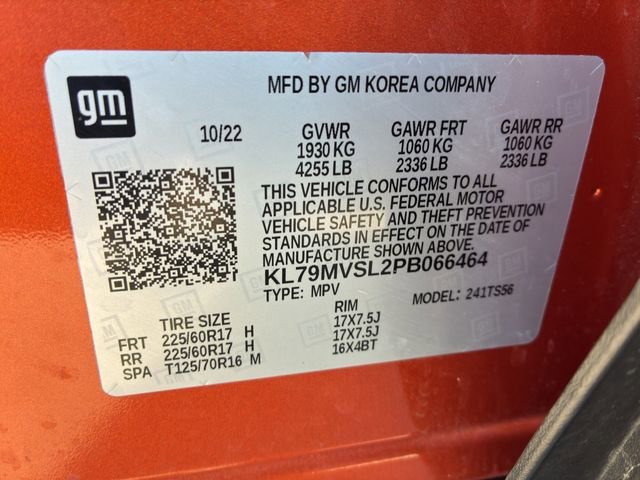 gm
MFD BY GM KOREA COMPANY
10/22 GVWR GAWR FRT GAWR RR
1930 KG 1060 KG 1060 KG
4255 LB 2336 LB 2336 LB
THIS VEHICLE CONFORMS TO ALL
APPLICABLE U.S. FEDERAL MOTOR
VEHICLE SAFETY AND THEFT PREVENTION
STANDARDS IN EFFECT ON THE DATE OF
MANUFACTURE SHOWN ABOVE.
KL79MVSL2PB066464
TYPE: MPV MODEL: 241TS56
TIRE SIZE RIM
FRT 225/60R17 H 17X7.5J
RR 225/60R17 H 17X7.5J
SPA T125/70R16 M 16X4BT